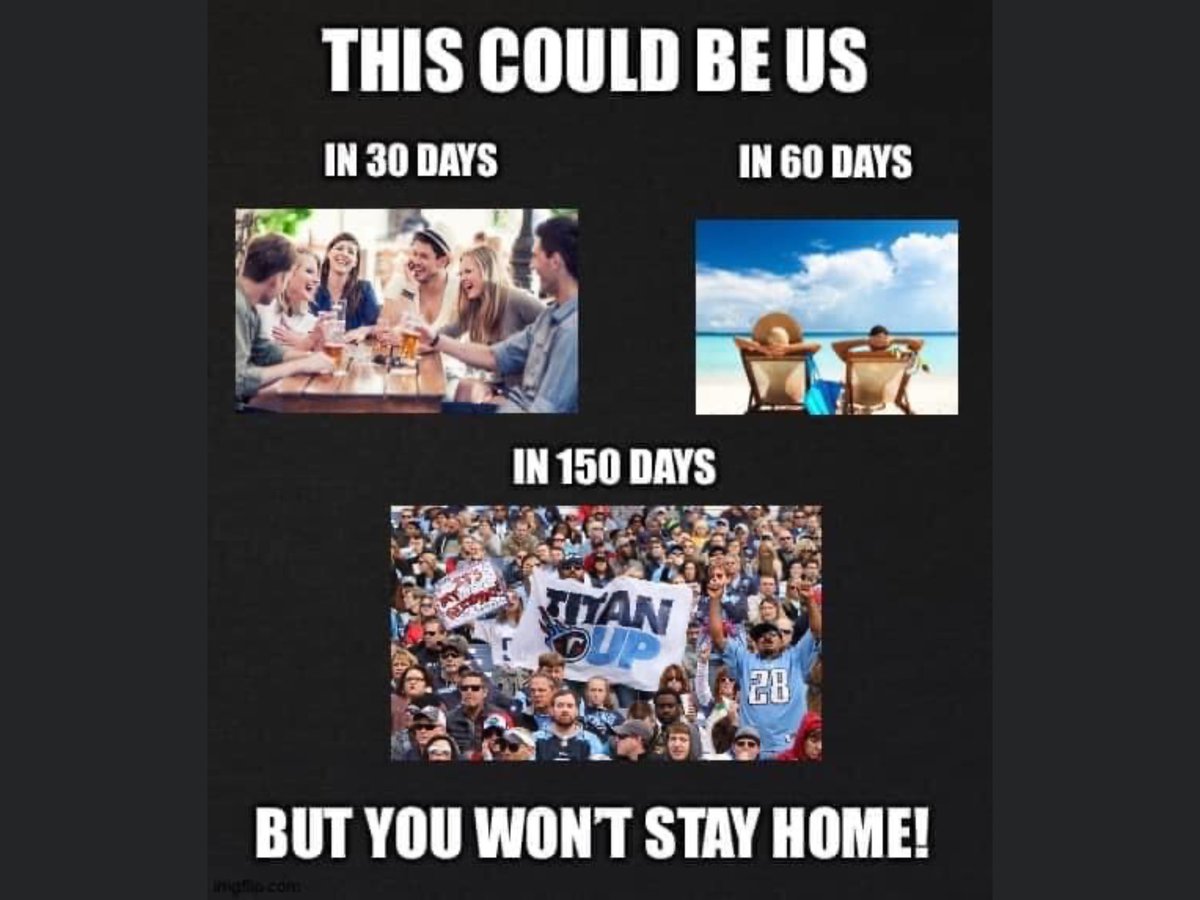 THIS COULD BE US
IN 30 DAYS
IN 60 DAYS
IN 150 DAYS
TITAN
UP
28
BUT YOU WON'T STAY HOME!
imgflip.com